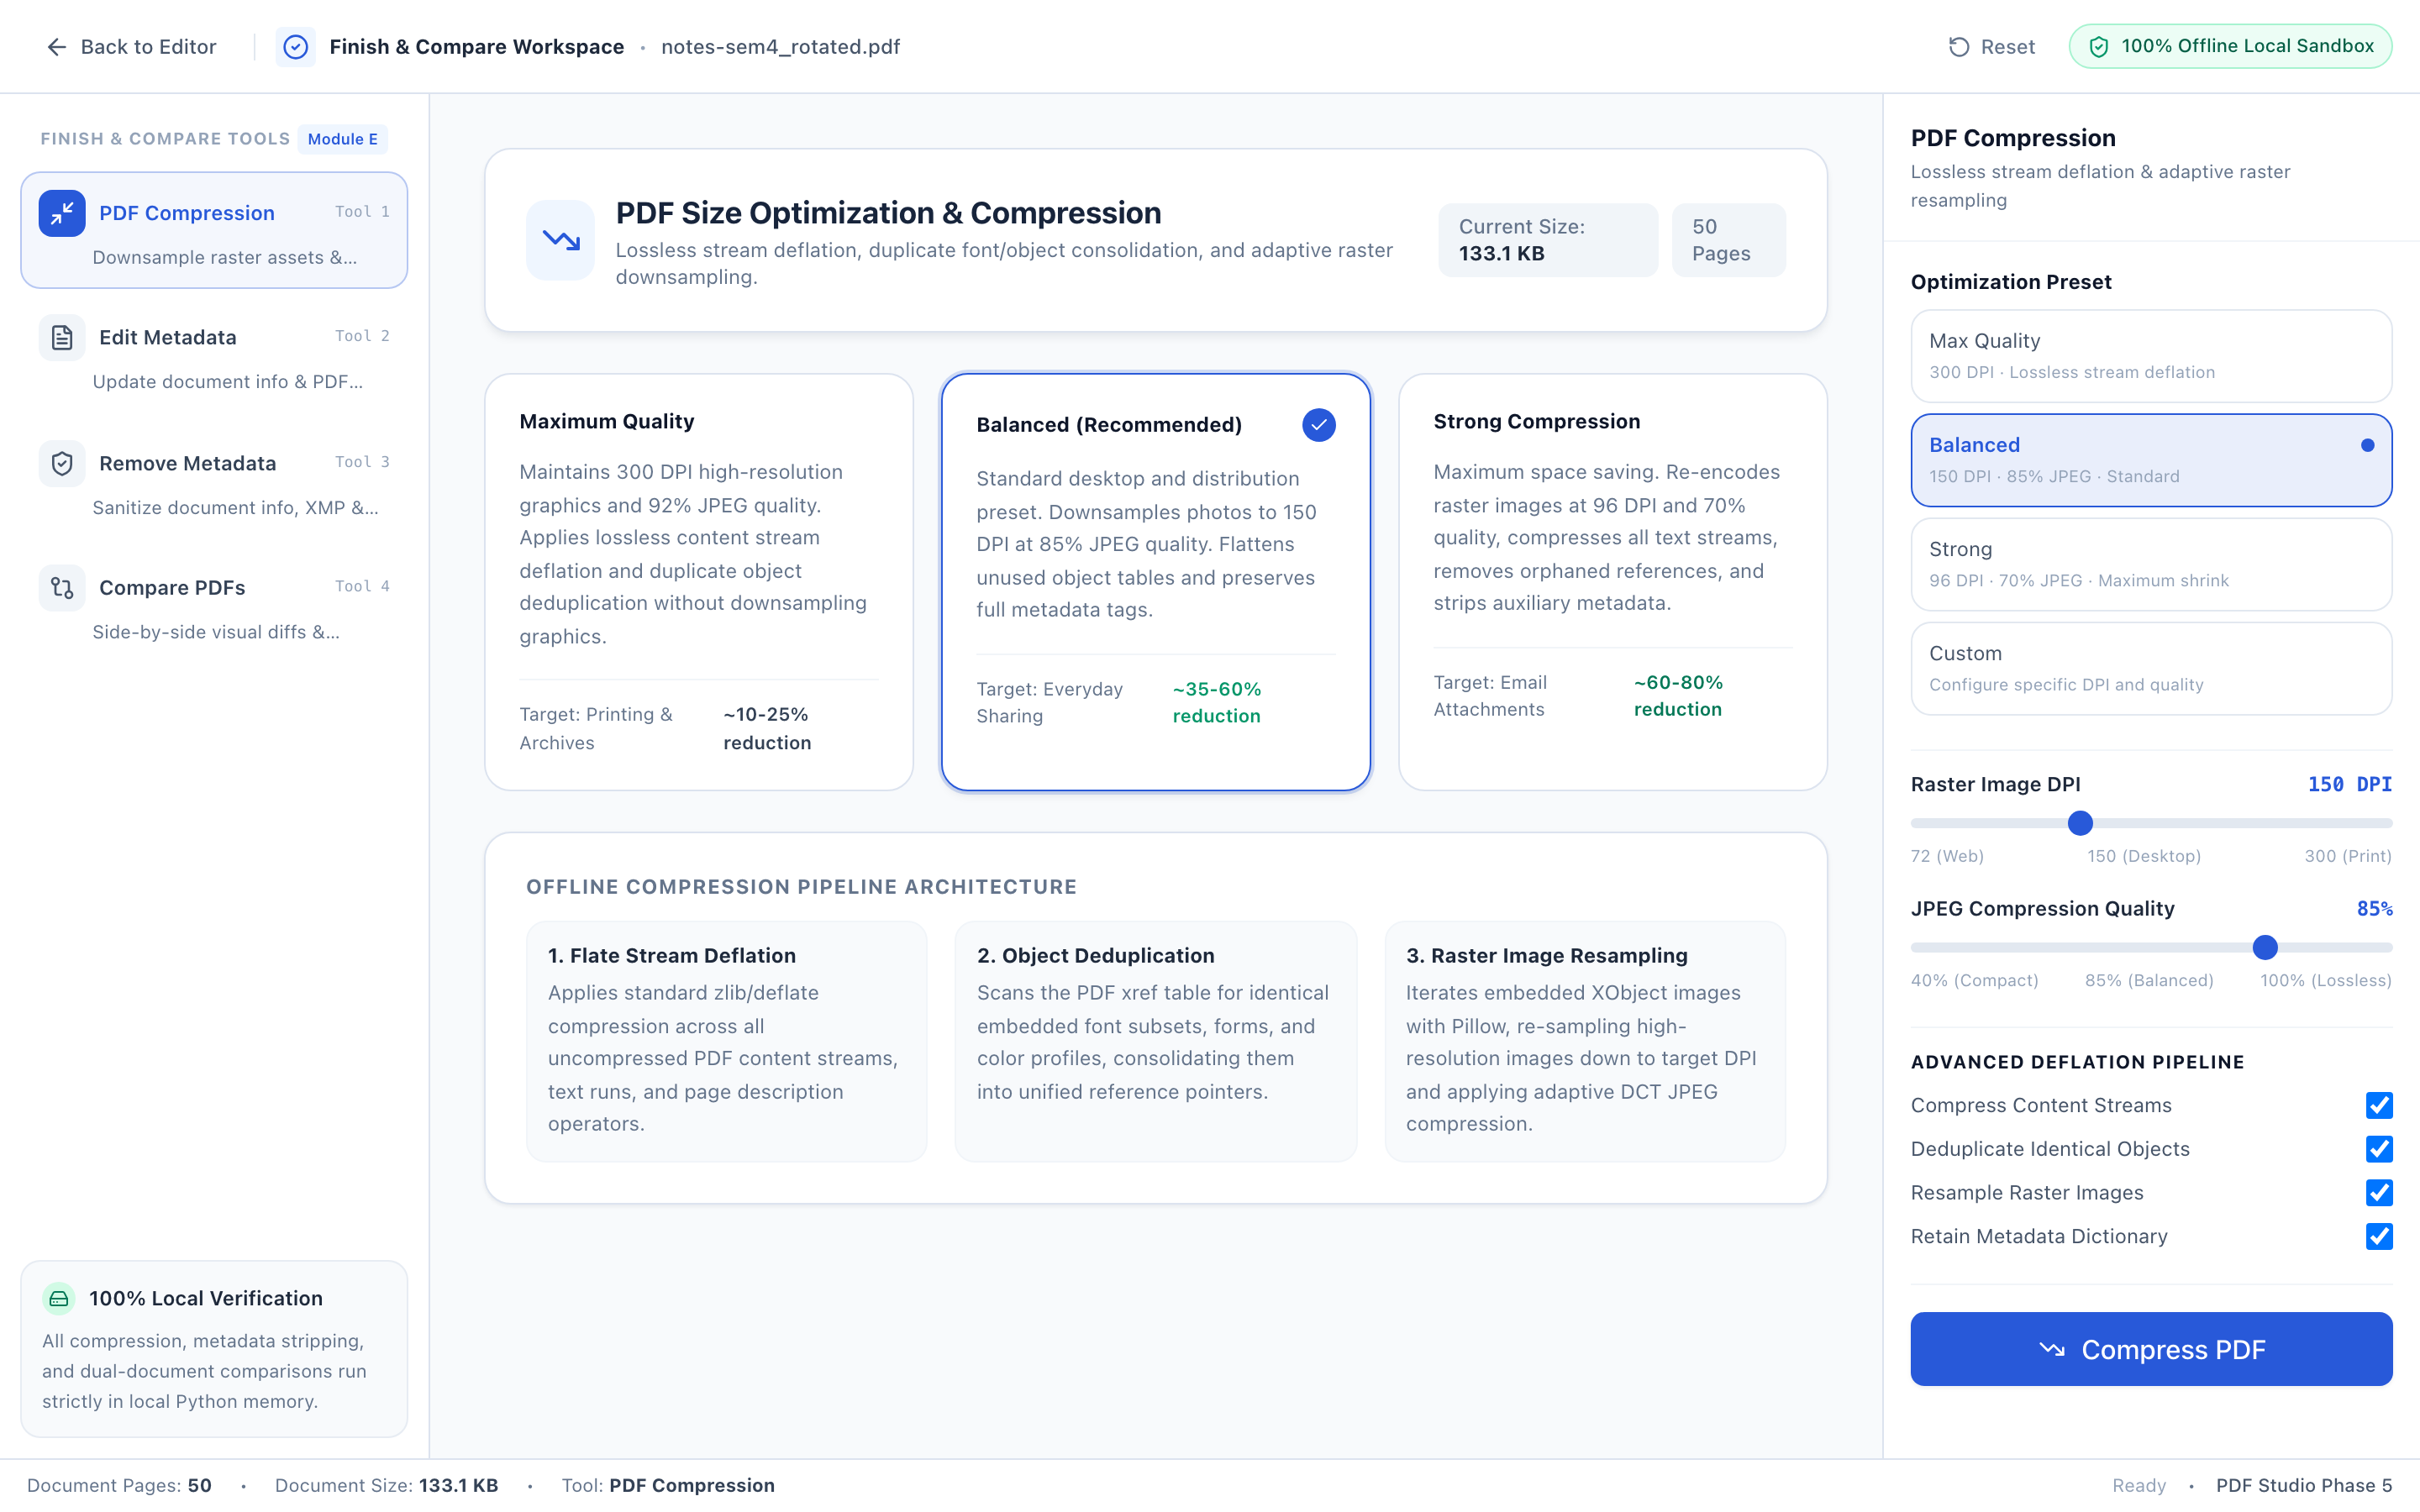 Back to Editor
Finish & Compare Workspace • notes-sem4_rotated.pdf
Reset
100% Offline Local Sandbox
FINISH & COMPARE TOOLS
Module E
PDF Compression
Tool 1
Downsample raster assets &...
Edit Metadata
Tool 2
Update document info & PDF...
Remove Metadata
Tool 3
Sanitize document info, XMP &...
Compare PDFs
Tool 4
Side-by-side visual diffs &...
100% Local Verification
All compression, metadata stripping,
and dual-document comparisons run
strictly in local Python memory.
PDF Size Optimization & Compression
Lossless stream deflation, duplicate font/object consolidation, and adaptive raster
downsampling.
Current Size:
133.1 KB
50
Pages
Maximum Quality
Maintains 300 DPI high-resolution
graphics and 92% JPEG quality.
Applies lossless content stream
deflation and duplicate object
deduplication without downsampling
graphics.
Target: Printing &
Archives
~10-25%
reduction
Balanced (Recommended)
Standard desktop and distribution
preset. Downsamples photos to 150
DPI at 85% JPEG quality. Flattens
unused object tables and preserves
full metadata tags.
Target: Everyday
Sharing
~35-60%
reduction
Strong Compression
Maximum space saving. Re-encodes
raster images at 96 DPI and 70%
quality, compresses all text streams,
removes orphaned references, and
strips auxiliary metadata.
Target: Email
Attachments
~60-80%
reduction
OFFLINE COMPRESSION PIPELINE ARCHITECTURE
1. Flate Stream Deflation
Applies standard zlib/deflate
compression across all
uncompressed PDF content streams,
text runs, and page description
operators.
2. Object Deduplication
Scans the PDF xref table for identical
embedded font subsets, forms, and
color profiles, consolidating them
into unified reference pointers.
3. Raster Image Resampling
Iterates embedded XObject images
with Pillow, re-sampling high-
resolution images down to target DPI
and applying adaptive DCT JPEG
compression.
PDF Compression
Lossless stream deflation & adaptive raster
resampling
Optimization Preset
Max Quality
300 DPI · Lossless stream deflation
Balanced
150 DPI · 85% JPEG · Standard
Strong
96 DPI · 70% JPEG · Maximum shrink
Custom
Configure specific DPI and quality
Raster Image DPI
150 DPI
72 (Web)
150 (Desktop)
300 (Print)
JPEG Compression Quality
85%
40% (Compact)
85% (Balanced)
100% (Lossless)
ADVANCED DEFLATION PIPELINE
Compress Content Streams
Deduplicate Identical Objects
Resample Raster Images
Retain Metadata Dictionary
Compress PDF
Document Pages: 50 • Document Size: 133.1 KB • Tool: PDF Compression
Ready • PDF Studio Phase 5